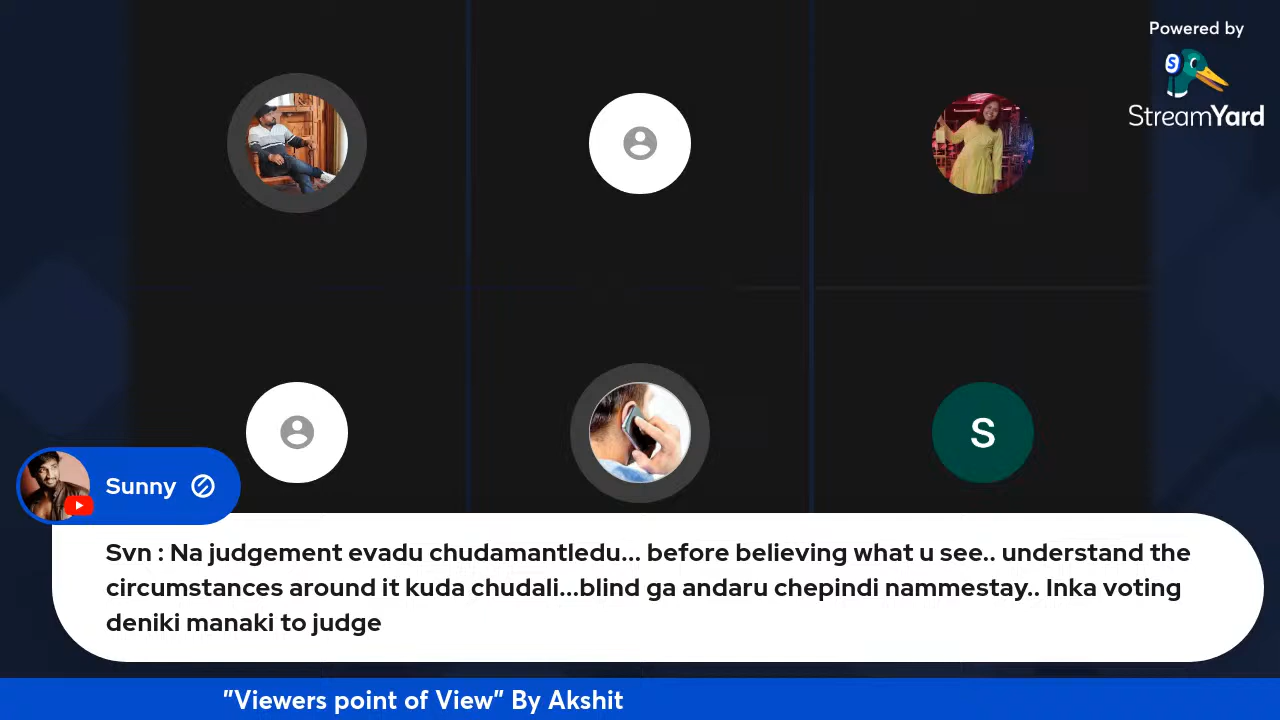 Powered by
StreamYard
S
Sunny
Svn : Na judgement evadu chudamantledu... before believing what u see.. understand the
circumstances around it kuda chudali...blind ga andaru chepindi nammestay.. Inka voting
deniki manaki to judge
"Viewers point of View" By Akshit